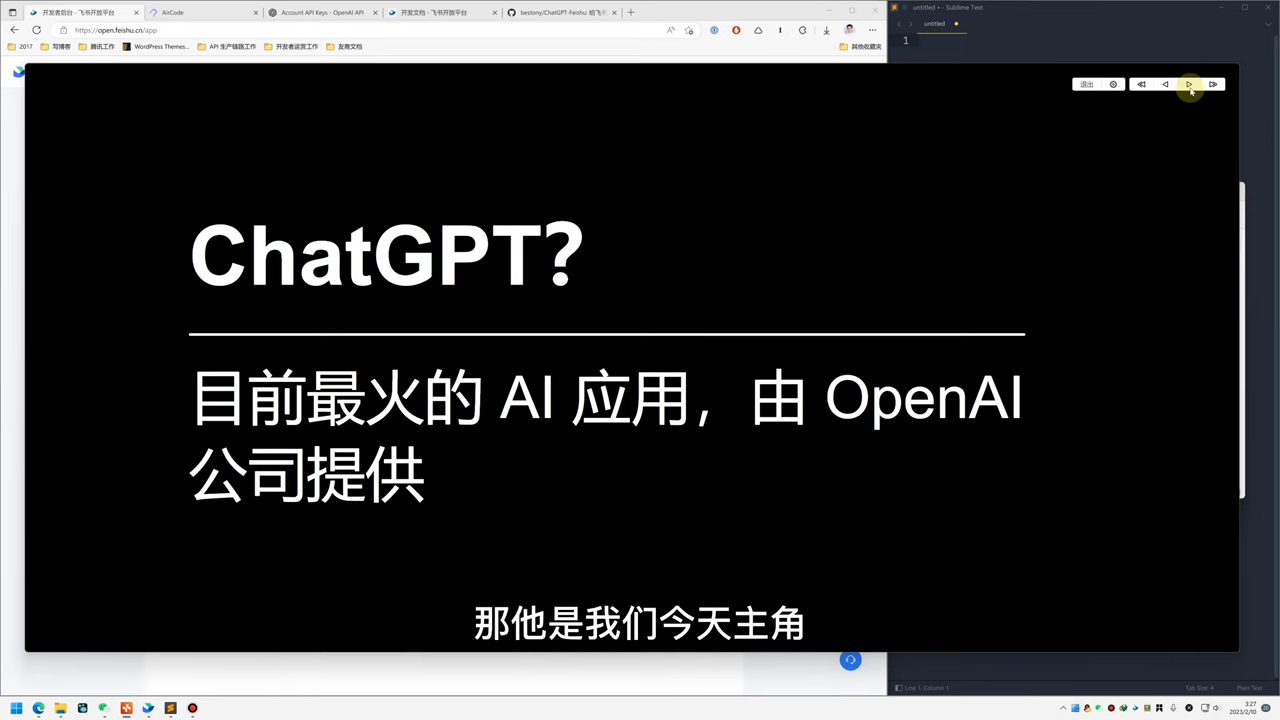 开发者后台 - 飞书开放平台
AirCode
Account API Keys - OpenAI API
开发文档 - 飞书开放平台
bestony/ChatGPT-Feishu: 给飞书
https://open.feishu.cn/app
2017
写博客
腾讯工作
WordPress Themes...
API 生产链路工作
开发者运营工作
友商文档
其他收藏夹
untitled • - Sublime Text
untitled
1
退出
ChatGPT?
目前最火的 AI 应用，由 OpenAI
公司提供
那他是我们今天主角
Line 1, Column 1
Tab Size: 4
Plain Text
3:27
2023/2/10